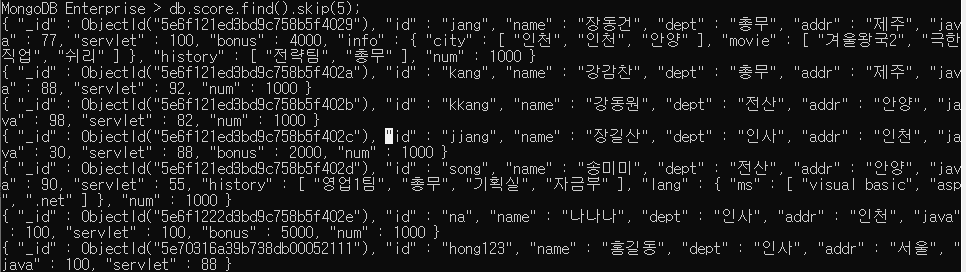 MongoDB Enterprise > db.score.find().skip(5);
{ "_id" : ObjectId("5e6f121ed3bd9c758b5f4029"), "id" : "jang", "name" : "장동건", "dept" : "총무", "addr" : "제주", "jav
a" : 77, "servlet" : 100, "bonus" : 4000, "info" : { "city" : [ "인천", "인천", "안양" ], "movie" : [ "겨울왕국2", "극한
직업", "쉬리" ] }, "history" : [ "전략팀", "총무" ], "num" : 1000 }
{ "_id" : ObjectId("5e6f121ed3bd9c758b5f402a"), "id" : "kang", "name" : "강감찬", "dept" : "총무", "addr" : "제주", "jav
a" : 88, "servlet" : 92, "num" : 1000 }
{ "_id" : ObjectId("5e6f121ed3bd9c758b5f402b"), "id" : "kkang", "name" : "강동원", "dept" : "전산", "addr" : "안양", "ja
va" : 98, "servlet" : 82, "num" : 1000 }
{ "_id" : ObjectId("5e6f121ed3bd9c758b5f402c"), "id" : "jjang", "name" : "장길산", "dept" : "인사", "addr" : "인천", "ja
va" : 30, "servlet" : 88, "bonus" : 2000, "num" : 1000 }
{ "_id" : ObjectId("5e6f121ed3bd9c758b5f402d"), "id" : "song", "name" : "송미미", "dept" : "전산", "addr" : "안양", "jav
a" : 90, "servlet" : 55, "history" : [ "영업1팀", "총무", "기획실", "자금부" ], "lang" : { "ms" : [ "visual basic", "asp
", ".net" ] }, "num" : 1000 }
{ "_id" : ObjectId("5e6f1222d3bd9c758b5f402e"), "id" : "na", "name" : "나나나", "dept" : "인사", "addr" : "인천", "java"
: 100, "servlet" : 100, "bonus" : 5000, "num" : 1000 }
{ "_id" : ObjectId("5e70316a39b738db00052111"), "id" : "hong123", "name" : "홍길동", "dept" : "인사", "addr" : "서울", "
java" : 100, "servlet" : 88 }